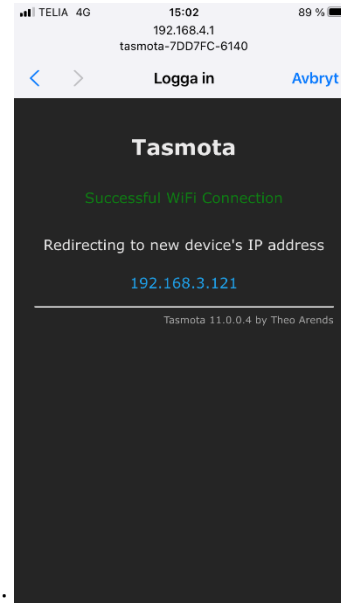 TELIA 4G 15:02 89 %
192.168.4.1
tasmota-7DD7FC-6140
< > Logga in Avbryt
Tasmota
Successful WiFi Connection
Redirecting to new device's IP address
192.168.3.121
Tasmota 11.0.0.4 by Theo Arends
.